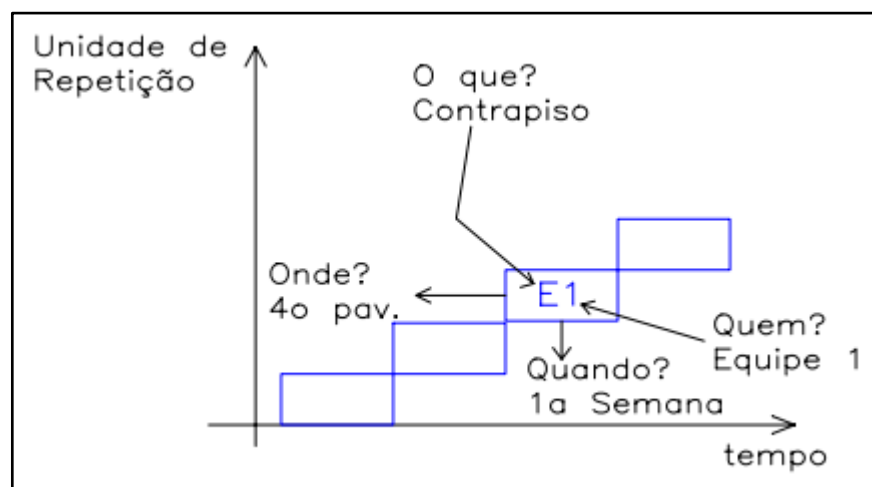 Unidade de
Repetição
O que?
Contrapiso
Onde?
4o pav.
E1
Quem?
Equipe 1
Quando?
1a Semana
tempo